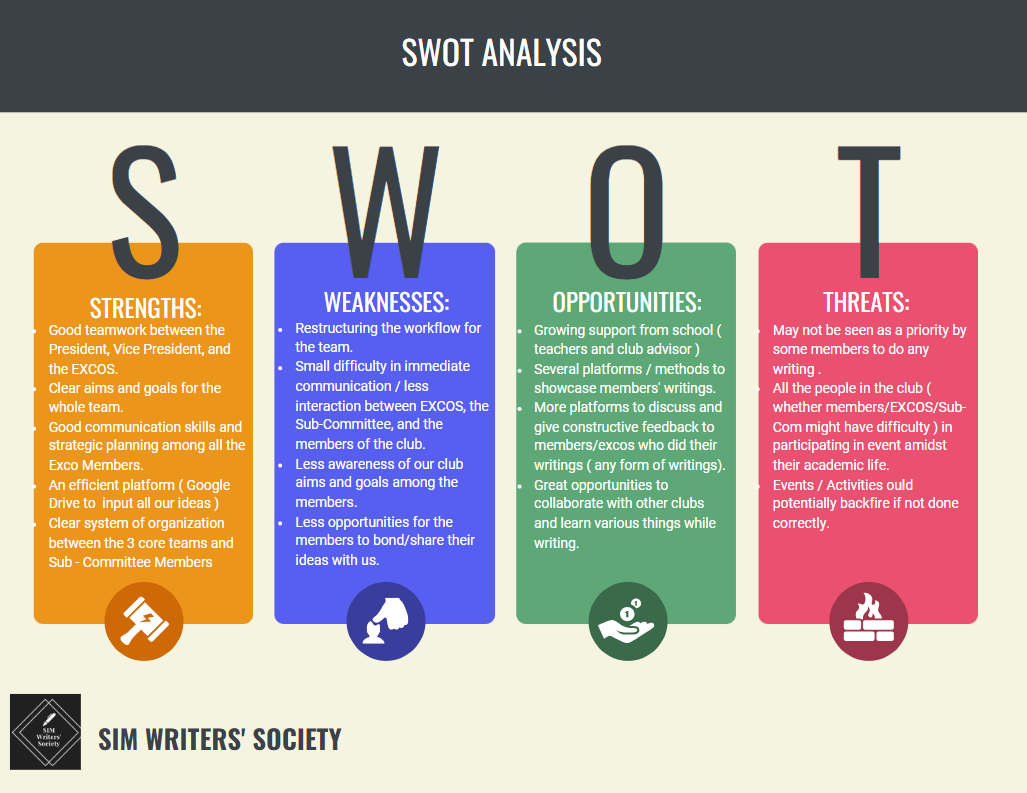 SWOT ANALYSIS
S
STRENGTHS:
• Good teamwork between the
President, Vice President, and
the EXCOS.
• Clear aims and goals for the
whole team.
• Good communication skills and
strategic planning among all the
Exco Members.
• An efficient platform ( Google
Drive to input all our ideas )
• Clear system of organization
between the 3 core teams and
Sub - Committee Members
W
WEAKNESSES:
• Restructuring the workflow for
the team.
• Small difficulty in immediate
communication / less
interaction between EXCOS, the
Sub-Committee, and the
members of the club.
• Less awareness of our club
aims and goals among the
members.
• Less opportunities for the
members to bond/share their
ideas with us.
O
OPPORTUNITIES:
• Growing support from school (
teachers and club advisor )
• Several platforms / methods to
showcase members' writings.
• More platforms to discuss and
give constructive feedback to
members/excos who did their
writings ( any form of writings).
• Great opportunities to
collaborate with other clubs
and learn various things while
writing.
1
1
T
THREATS:
• May not be seen as a priority by
some members to do any
writing .
• All the people in the club (
whether members/EXCOS/Sub-
Com might have difficulty ) in
participating in event amidst
their academic life.
• Events / Activities ould
potentially backfire if not done
correctly.
SIM
Writers'
Society
SIM WRITERS' SOCIETY